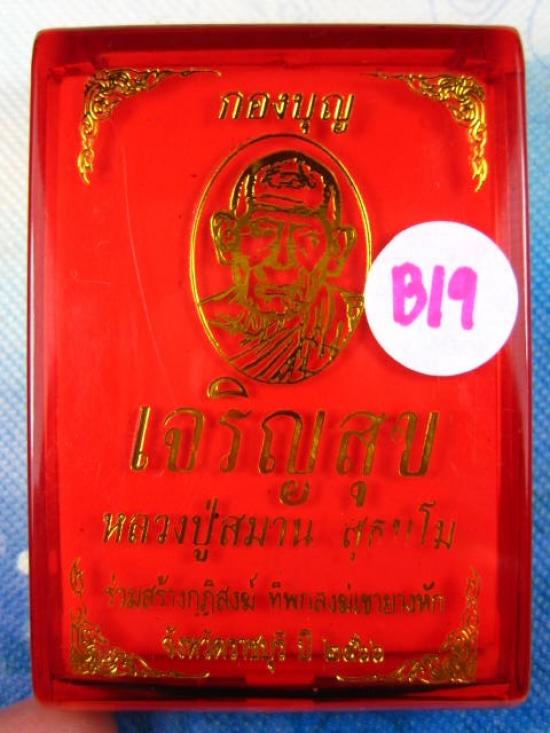 กองบุญ
B19
เจริญสุข
หลวงปู่สมาน สุธมฺโม
ร่วมสร้างกุฏิสงฆ์ ที่พักสงฆ์เขายางหัก
จังหวัดราชบุรี ปี ๒๕๖๖